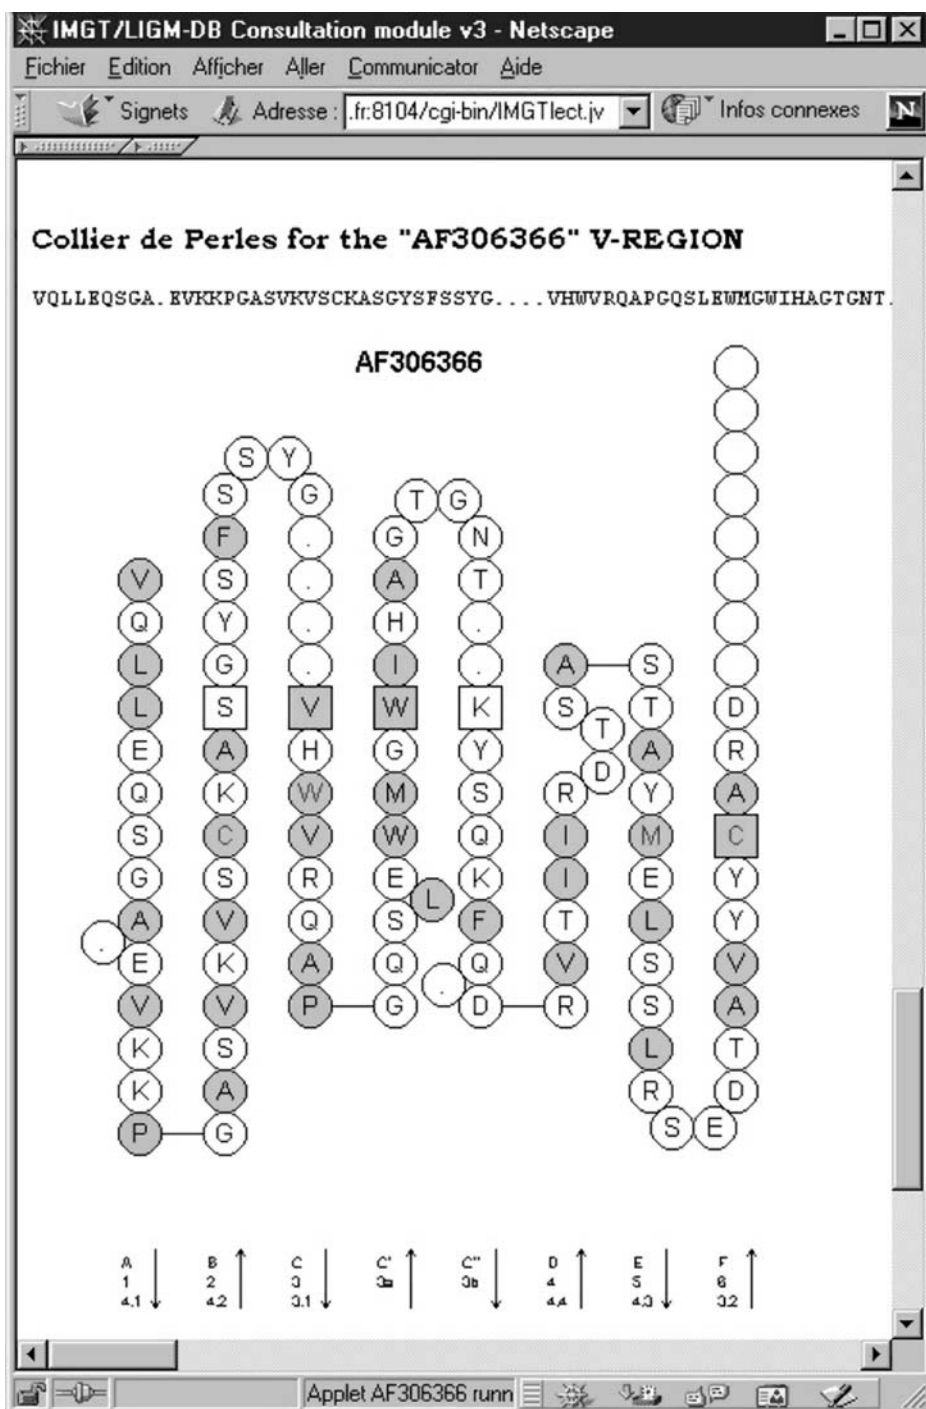 IMGT/LIGM-DB Consultation module v3 - Netscape
Fichier Edition Afficher Aller Communicator Aide
Signets Adresse : .fr:8104/cgi-bin/IMGTlect.jv Infos connexes N
Collier de Perles for the "AF306366" V-REGION
VQLLEQSGA.EVKKPGASVKVSCKASGYSFSSYG....VHWVRQAPGQSLEWMGWIHAGTGNT.
AF306366
S Y T G
S G G N
F . A T
V S . H .
Q Y . I .
L G . W K
L S V G Y
E A H M S
Q K W W Q
S C V E L K
G S R S F
A V Q Q Q
. E K A G . D
V V P
K S
K A
P G
A S
S T T D
D A R
R Y A
I M C
I E Y
T L Y
V S V
R S A
L T
R D
S E
A B C C' C'' D E F
1 2 3 3a 3b 4 5 6
4.1 4.2 3.1 4.4 4.3 3.2
Applet AF306366 runn